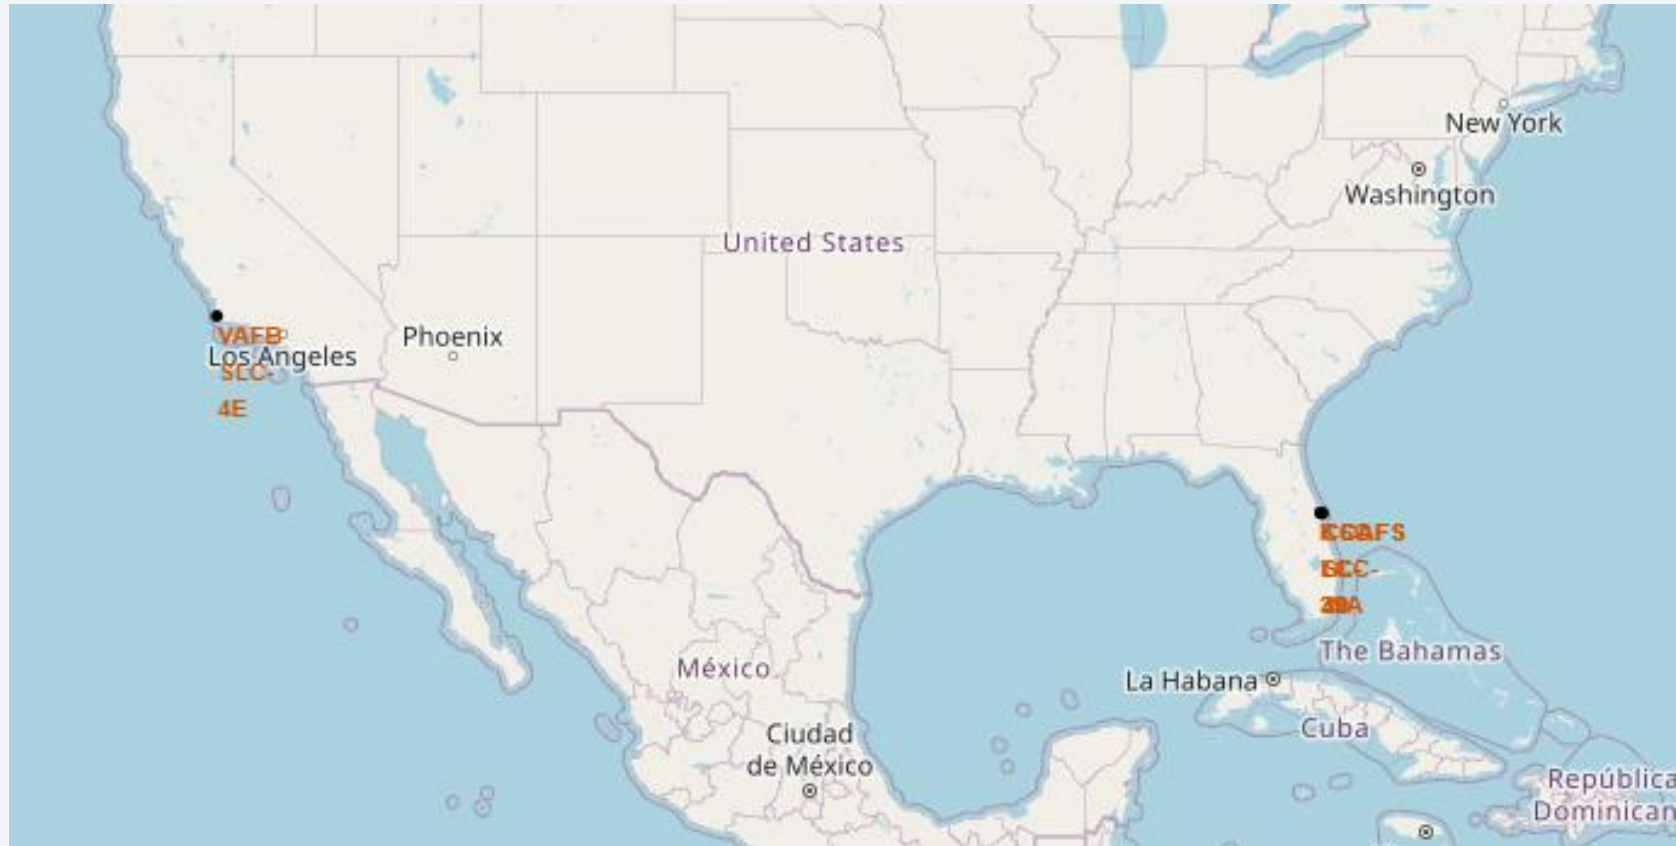 New York
Washington
United States
VAFB
Los Angeles
SLC-
4E
Phoenix
The Bahamas
México
La Habana
Cuba
Ciudad
de México
República
Dominican